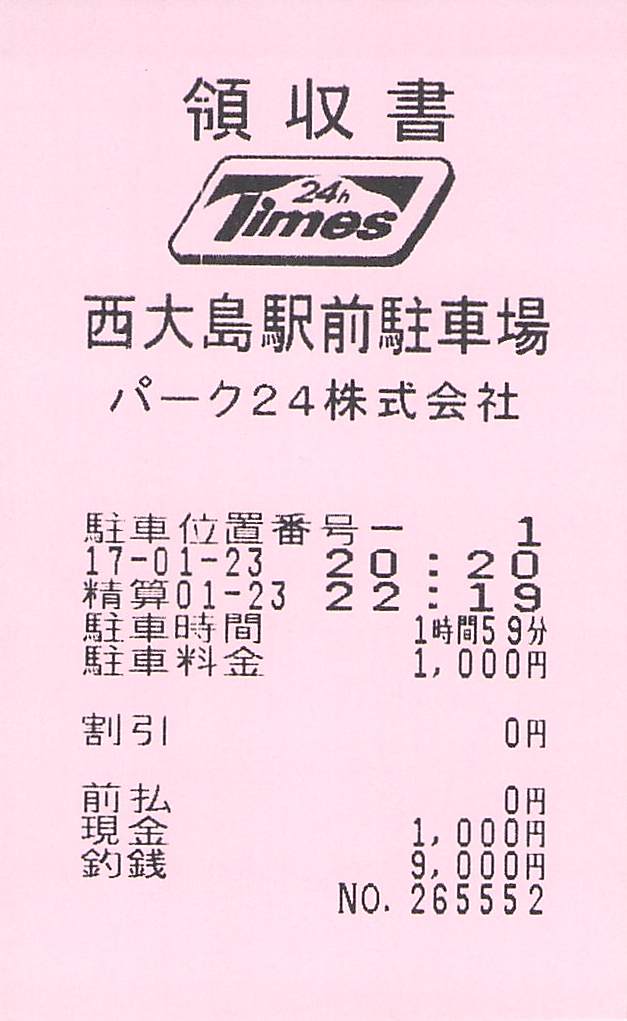 領収書
24h
Times
西大島駅前駐車場
パーク24株式会社
駐車位置番号ー 1
17-01-23 20:20
精算01-23 22:19
駐車時間 1時間59分
駐車料金 1,000円
割引 0円
前払 0円
現金 1,000円
釣銭 9,000円
NO. 265552